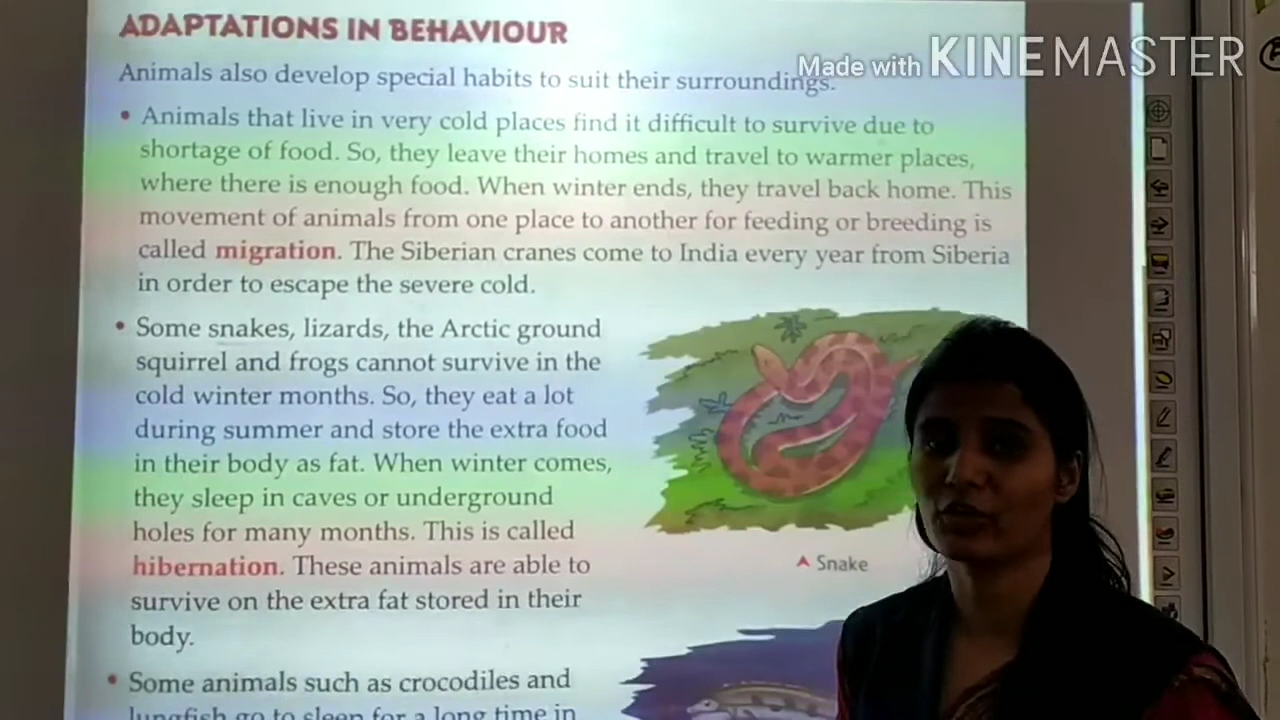 ADAPTATIONS IN BEHAVIOUR
Made with KINEMASTER
Animals also develop special habits to suit their surroundings.
• Animals that live in very cold places find it difficult to survive due to
shortage of food. So, they leave their homes and travel to warmer places,
where there is enough food. When winter ends, they travel back home. This
movement of animals from one place to another for feeding or breeding is
called migration. The Siberian cranes come to India every year from Siberia
in order to escape the severe cold.
• Some snakes, lizards, the Arctic ground
squirrel and frogs cannot survive in the
cold winter months. So, they eat a lot
during summer and store the extra food
in their body as fat. When winter comes,
they sleep in caves or underground
holes for many months. This is called
hibernation. These animals are able to
survive on the extra fat stored in their
body.
Snake
• Some animals such as crocodiles and
lungfish go to sleep for a long time in